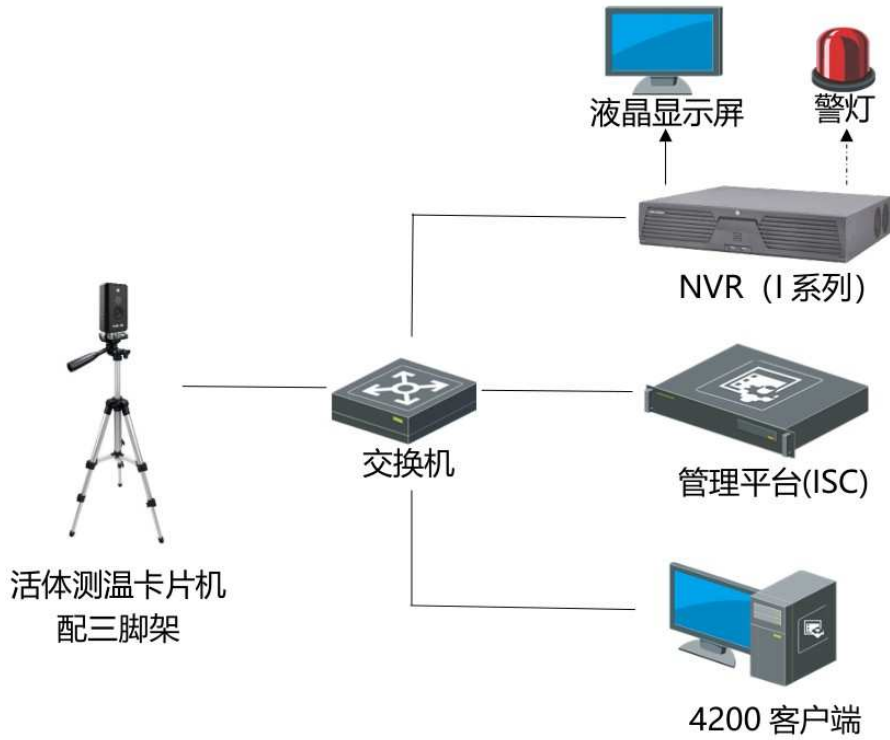 液晶显示屏
警灯
NVR（I 系列）
交换机
管理平台(ISC)
活体测温卡片机
配三脚架
4200 客户端